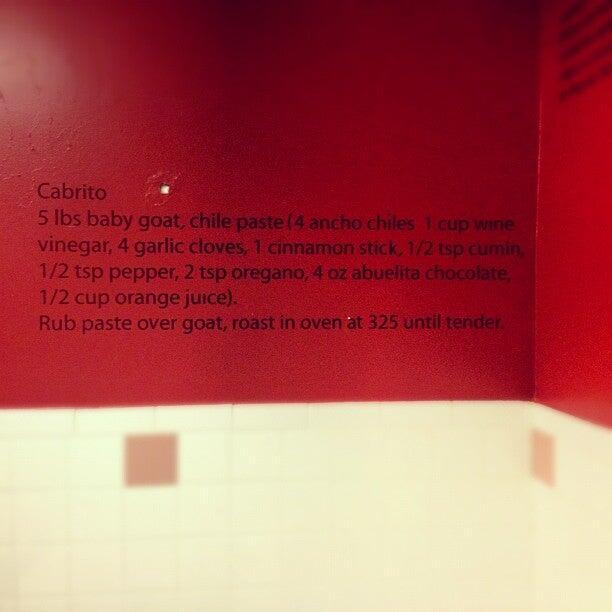 Cabrito
5 lbs baby goat, chile paste (4 ancho chiles 1 cup wine
vinegar, 4 garlic cloves, 1 cinnamon stick, 1/2 tsp cumin,
1/2 tsp pepper, 2 tsp oregano, 4 oz abuelita chocolate,
1/2 cup orange juice).
Rub paste over goat, roast in oven at 325 until tender.